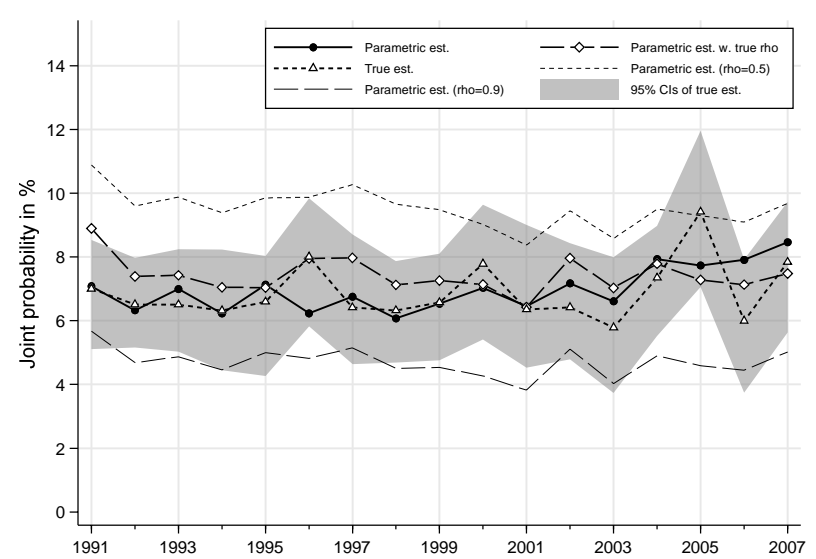 Parametric est.
Parametric est. w. true rho
True est.
Parametric est. (rho=0.5)
Parametric est. (rho=0.9)
95% CIs of true est.
Joint probability in %
14
12
10
8
6
4
2
0
1991 1993 1995 1997 1999 2001 2003 2005 2007